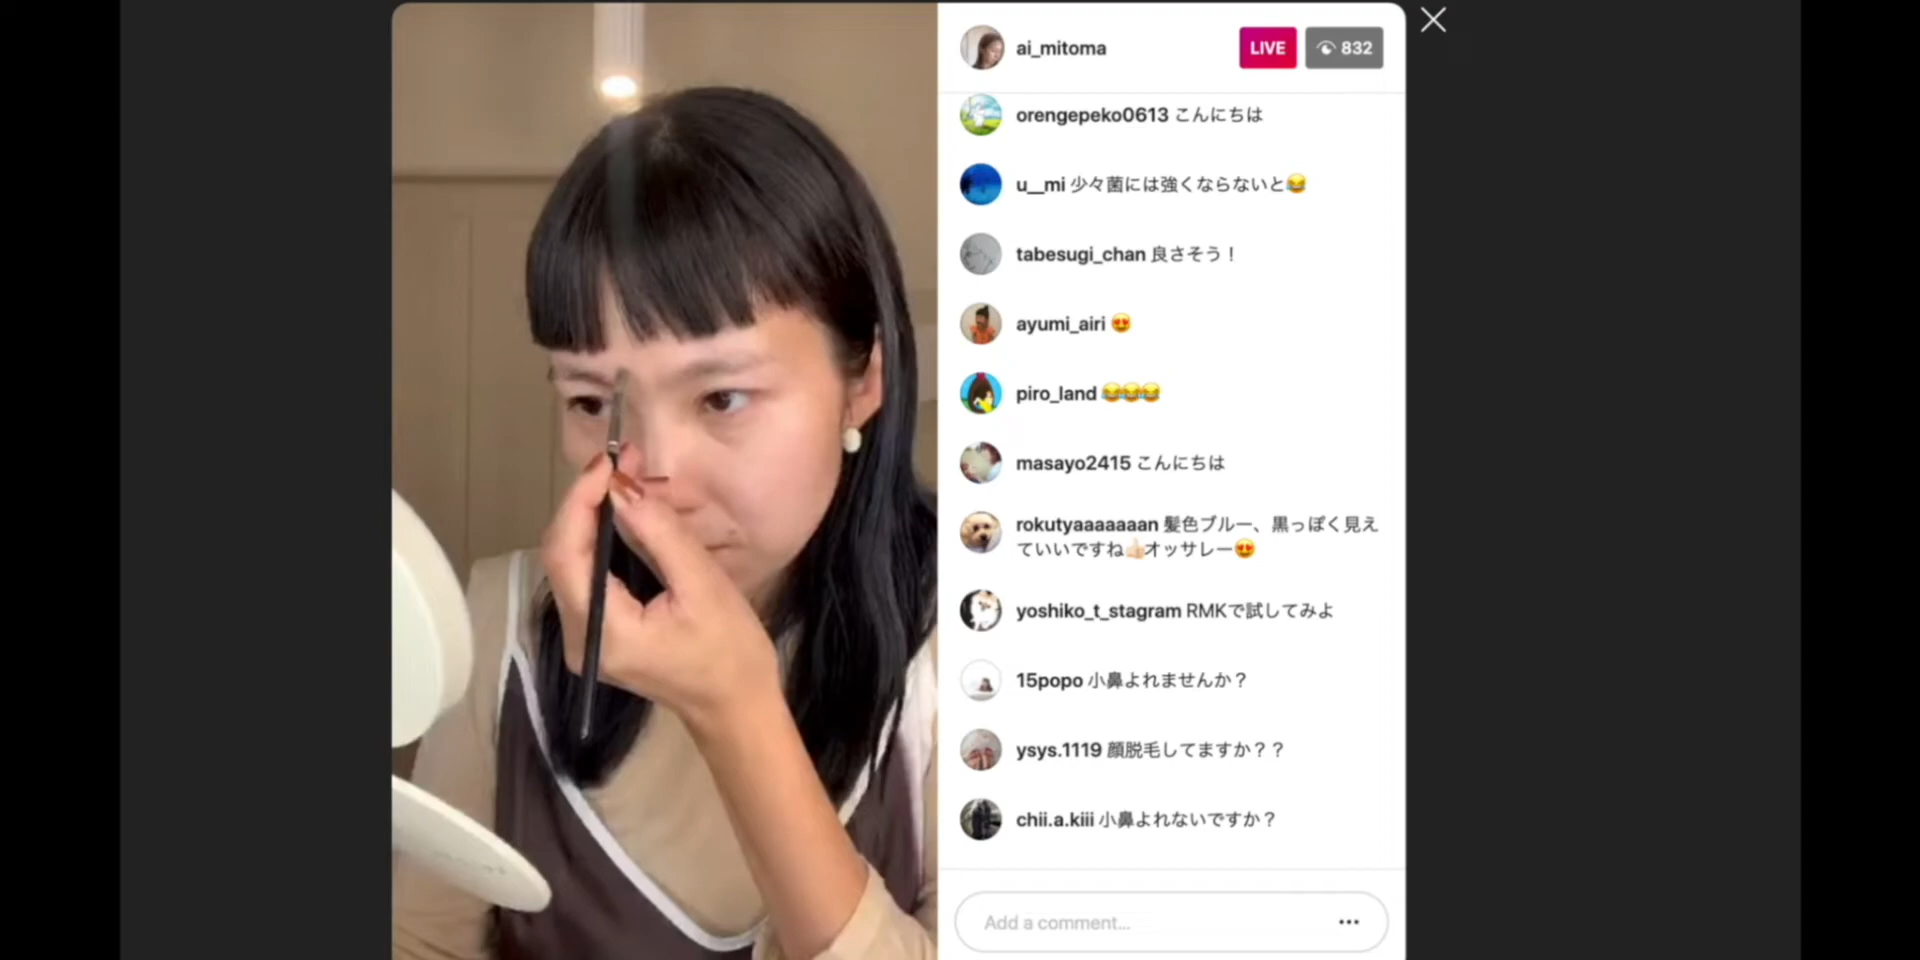 ai_mitoma LIVE 832
orengepeko0613 こんにちは
u__mi 少々菌には強くならないと😂
tabesugi_chan 良さそう！
ayumi_airi 😍
piro_land 😂😂😂
masayo2415 こんにちは
rokutyaaaaaaan 髪色ブルー、黒っぽく見え
ていいですね👍🏻オッサレー😍
yoshiko_t_stagram RMKで試してみよ
15popo 小鼻よれませんか？
ysys.1119 顔脱毛してますか？？
chii.a.kiii 小鼻よれないですか？
Add a comment...